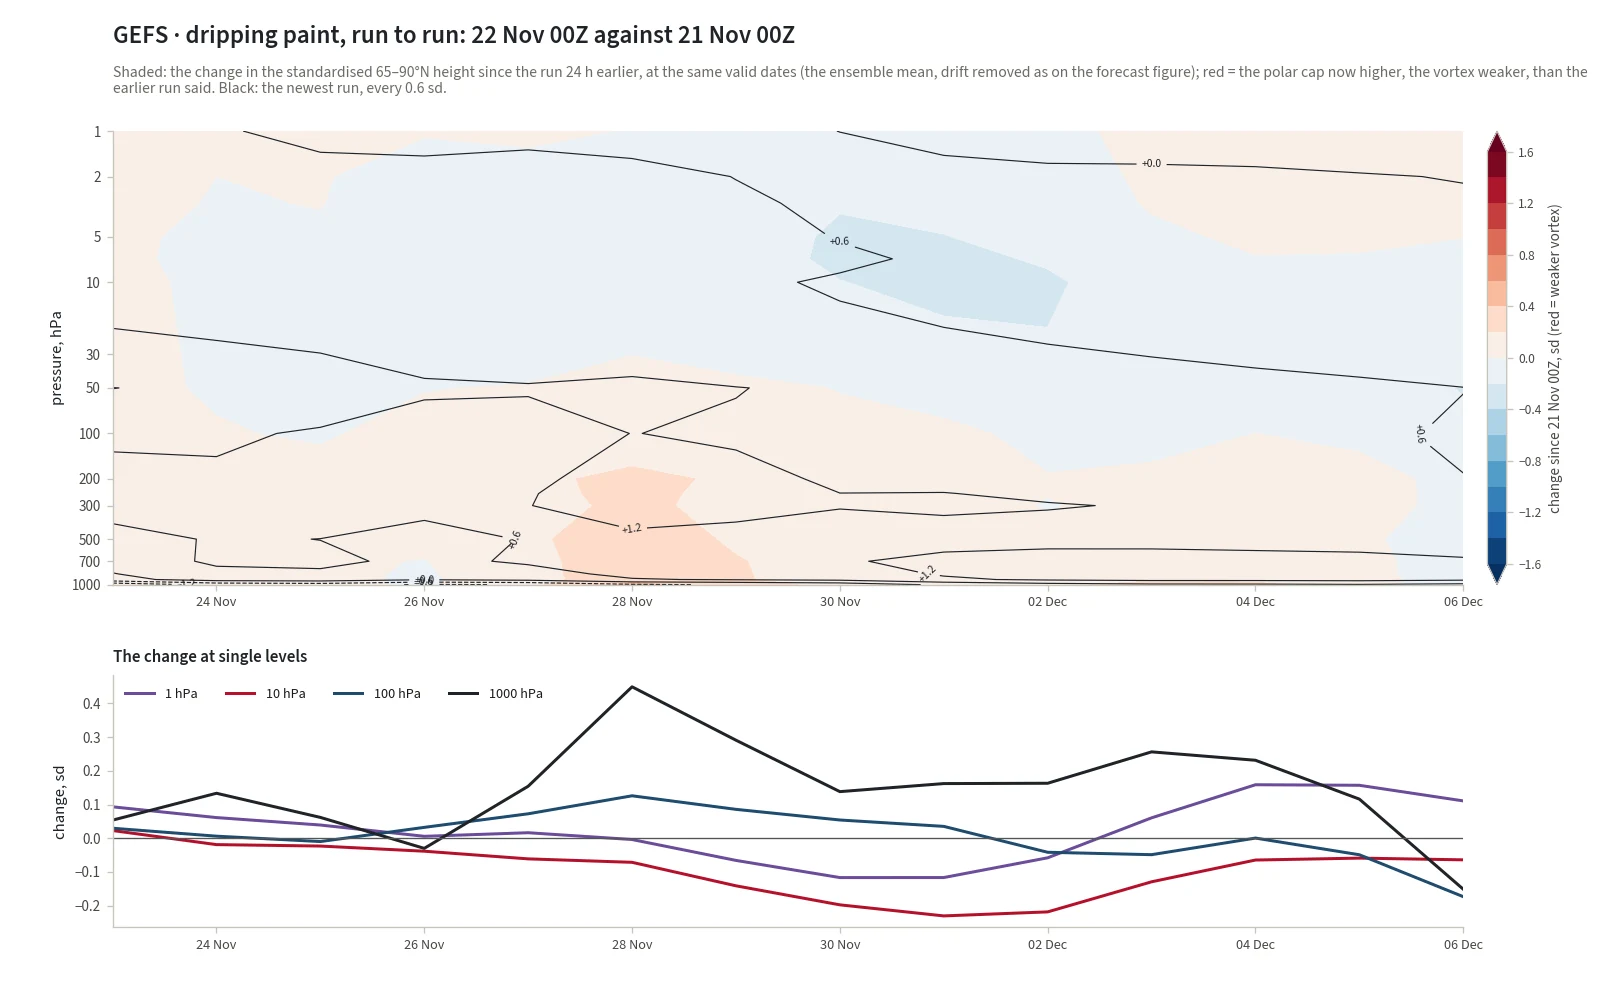 GEFS · dripping paint, run to run: 22 Nov 00Z against 21 Nov 00Z
Shaded: the change in the standardised 65–90°N height since the run 24 h earlier, at the same valid dates (the ensemble mean, drift removed as on the forecast figure); red = the polar cap now higher, the vortex weaker, than the
earlier run said. Black: the newest run, every 0.6 sd.
pressure, hPa
1
2
5
10
30
50
100
200
300
500
700
1000
+0.0
+0.6
+0.6
+1.2
+0.6
+1.2
+0.0
24 Nov
26 Nov
28 Nov
30 Nov
02 Dec
04 Dec
06 Dec
1.6
1.2
0.8
0.4
0.0
−0.4
−0.8
−1.2
−1.6
change since 21 Nov 00Z, sd (red = weaker vortex)
The change at single levels
1 hPa
10 hPa
100 hPa
1000 hPa
change, sd
0.4
0.3
0.2
0.1
0.0
−0.1
−0.2
24 Nov
26 Nov
28 Nov
30 Nov
02 Dec
04 Dec
06 Dec